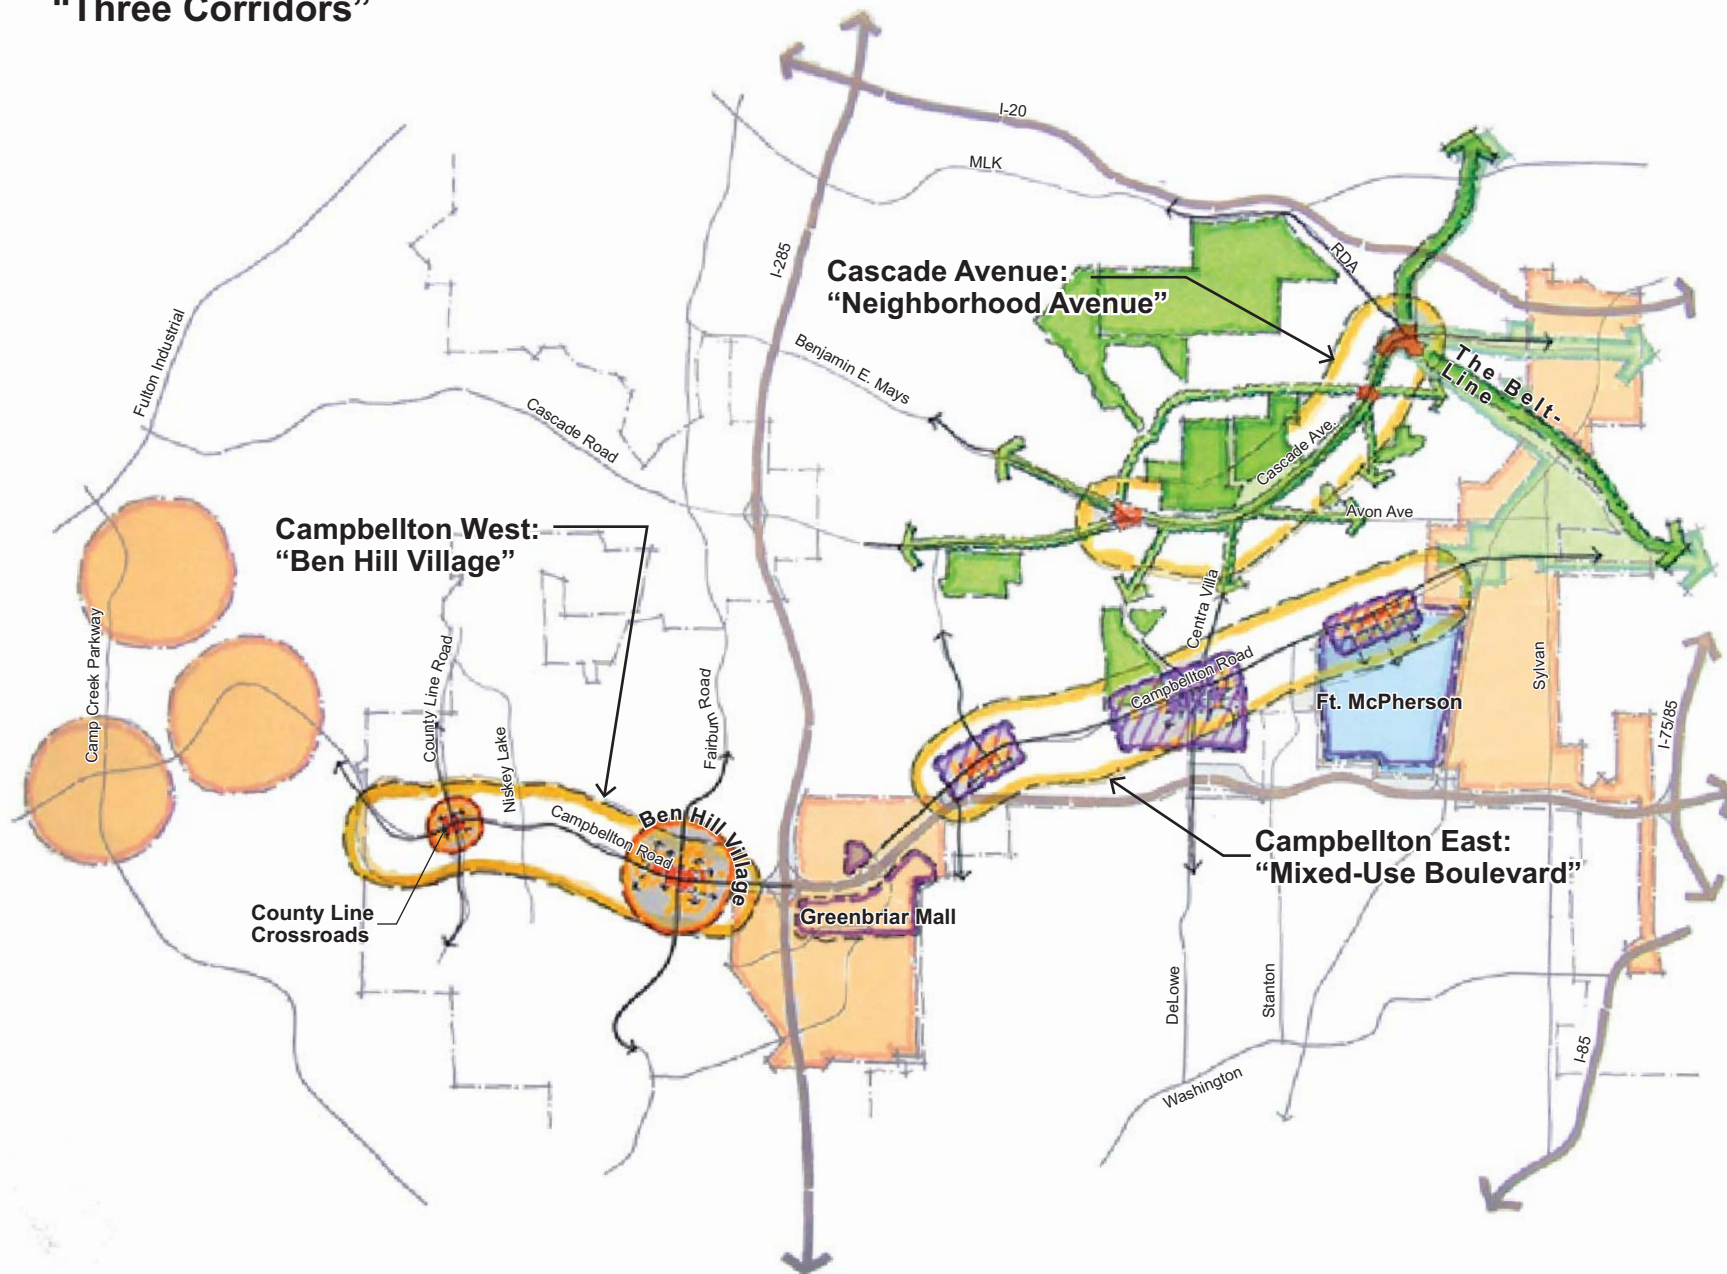 “Three Corridors”
I-20
MLK
I-285
RDA
Cascade Avenue:
“Neighborhood Avenue”
Fulton Industrial
Benjamin E. Mays
The Belt-
Line
Cascade Road
Cascade Ave.
Avon Ave
Campbellton West:
“Ben Hill Village”
Centra Villa
Camp Creek Parkway
County Line Road
Fairburn Road
Niskey Lake
Campbellton Road
Ft. McPherson
Sylvan
I-75/85
Ben Hill Village
Campbellton Road
Campbellton East:
“Mixed-Use Boulevard”
County Line
Crossroads
Greenbriar Mall
DeLowe
Stanton
I-85
Washington